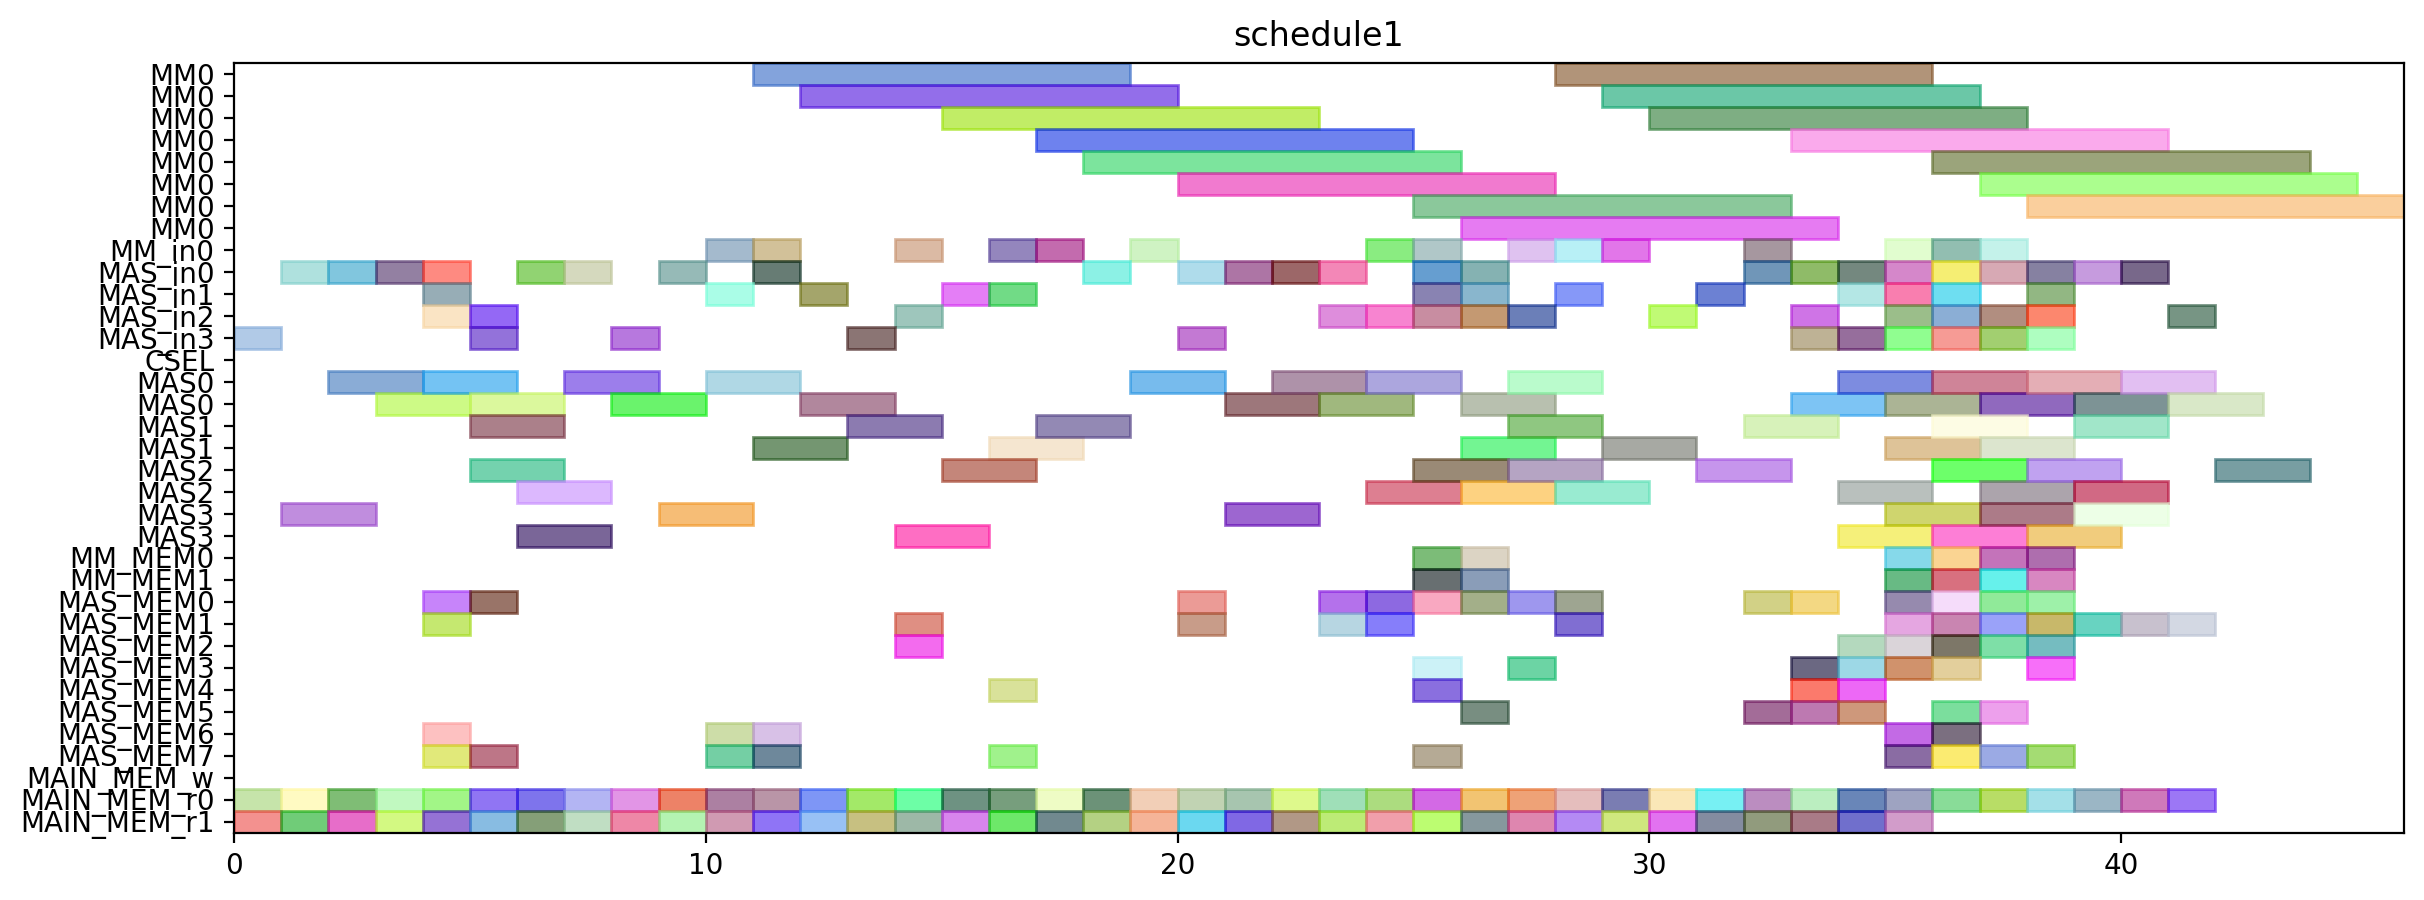 schedule1
MM0
MM0
MM0
MM0
MM0
MM0
MM0
MM0
MM_in0
MAS_in0
MAS_in1
MAS_in2
MAS_in3
CSEL
MAS0
MAS0
MAS1
MAS1
MAS2
MAS2
MAS3
MAS3
MM_MEM0
MM_MEM1
MAS_MEM0
MAS_MEM1
MAS_MEM2
MAS_MEM3
MAS_MEM4
MAS_MEM5
MAS_MEM6
MAS_MEM7
MAIN_MEM_w
MAIN_MEM_r0
MAIN_MEM_r1
0 10 20 30 40